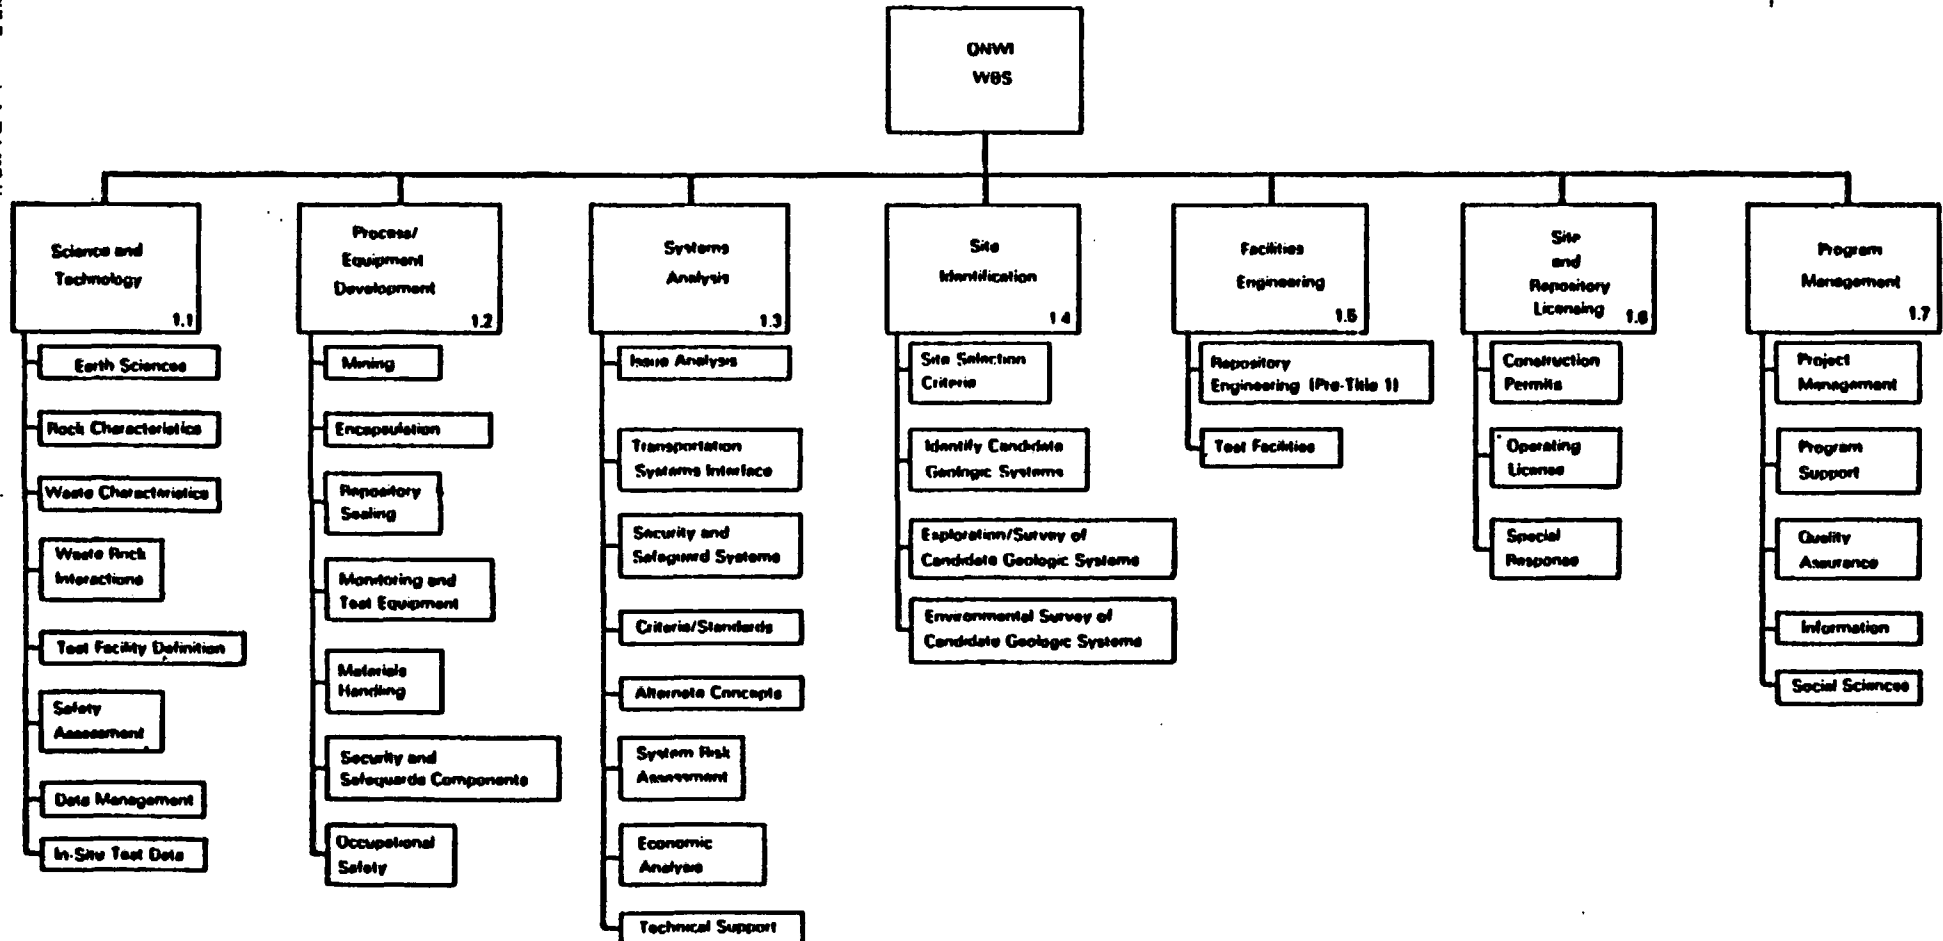 ONWI
WBS
Science and
Technology
1.1
Earth Sciences
Rock Characteristics
Waste Characteristics
Waste Rock
Interactions
Test Facility Definition
Safety
Assessment
Data Management
In-Situ Test Data
Process/
Equipment
Development
1.2
Mining
Encapsulation
Repository
Sealing
Monitoring and
Test Equipment
Materials
Handling
Security and
Safeguards Components
Occupational
Safety
Systems
Analysis
1.3
Issue Analysis
Transportation
Systems Interface
Security and
Safeguard Systems
Criteria/Standards
Alternate Concepts
System Risk
Assessment
Economic
Analysis
Technical Support
Site
Identification
1 4
Site Selection
Criteria
Identify Candidate
Geologic Systems
Exploration/Survey of
Candidate Geologic Systems
Environmental Survey of
Candidate Geologic Systems
Facilities
Engineering
1.5
Repository
Engineering (Pre-Title 1)
Test Facilities
Site
and
Repository
Licensing
1.6
Construction
Permits
Operating
License
Special
Response
Program
Management
1.7
Project
Management
Program
Support
Quality
Assurance
Information
Social Sciences